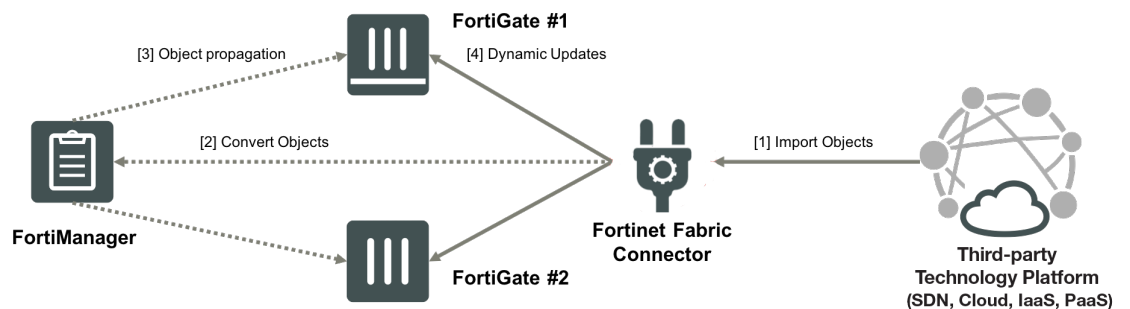 FortiGate #1
[3] Object propagation
[4] Dynamic Updates
[2] Convert Objects
[1] Import Objects
FortiManager
Fortinet Fabric
Connector
FortiGate #2
Third-party
Technology Platform
(SDN, Cloud, IaaS, PaaS)